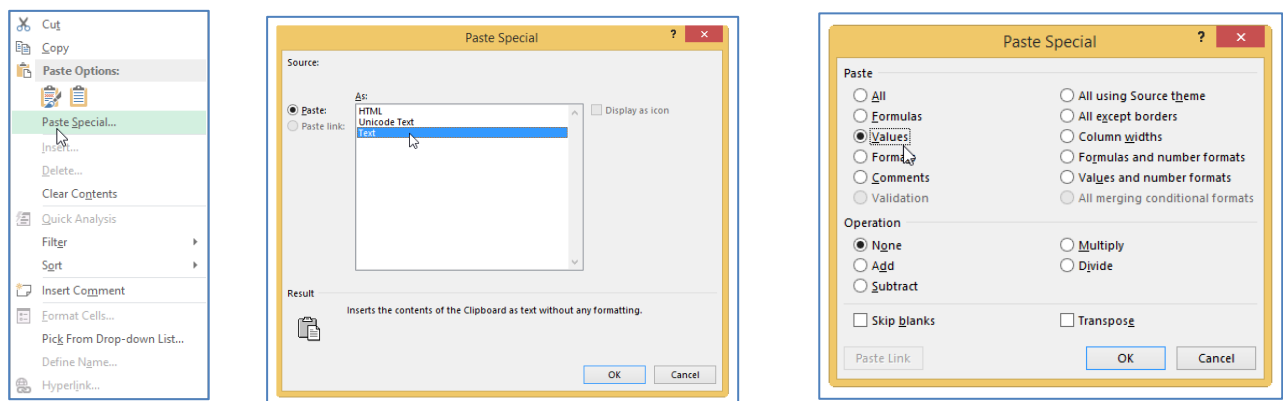 Cut
Copy
Paste Options:
Paste Special...
Insert...
Delete...
Clear Contents
Quick Analysis
Filter
Sort
Insert Comment
Format Cells...
Pick From Drop-down List...
Define Name...
Hyperlink...
Paste Special ? ×
Source:
As:
Paste:
Paste link:
HTML
Unicode Text
Text
Display as icon
Result
Inserts the contents of the Clipboard as text without any formatting.
OK Cancel
Paste Special ? ×
Paste
All All using Source theme
Formulas All except borders
Values Column widths
Formats Formulas and number formats
Comments Values and number formats
Validation All merging conditional formats
Operation
None Multiply
Add Divide
Subtract
Skip blanks Transpose
Paste Link OK Cancel